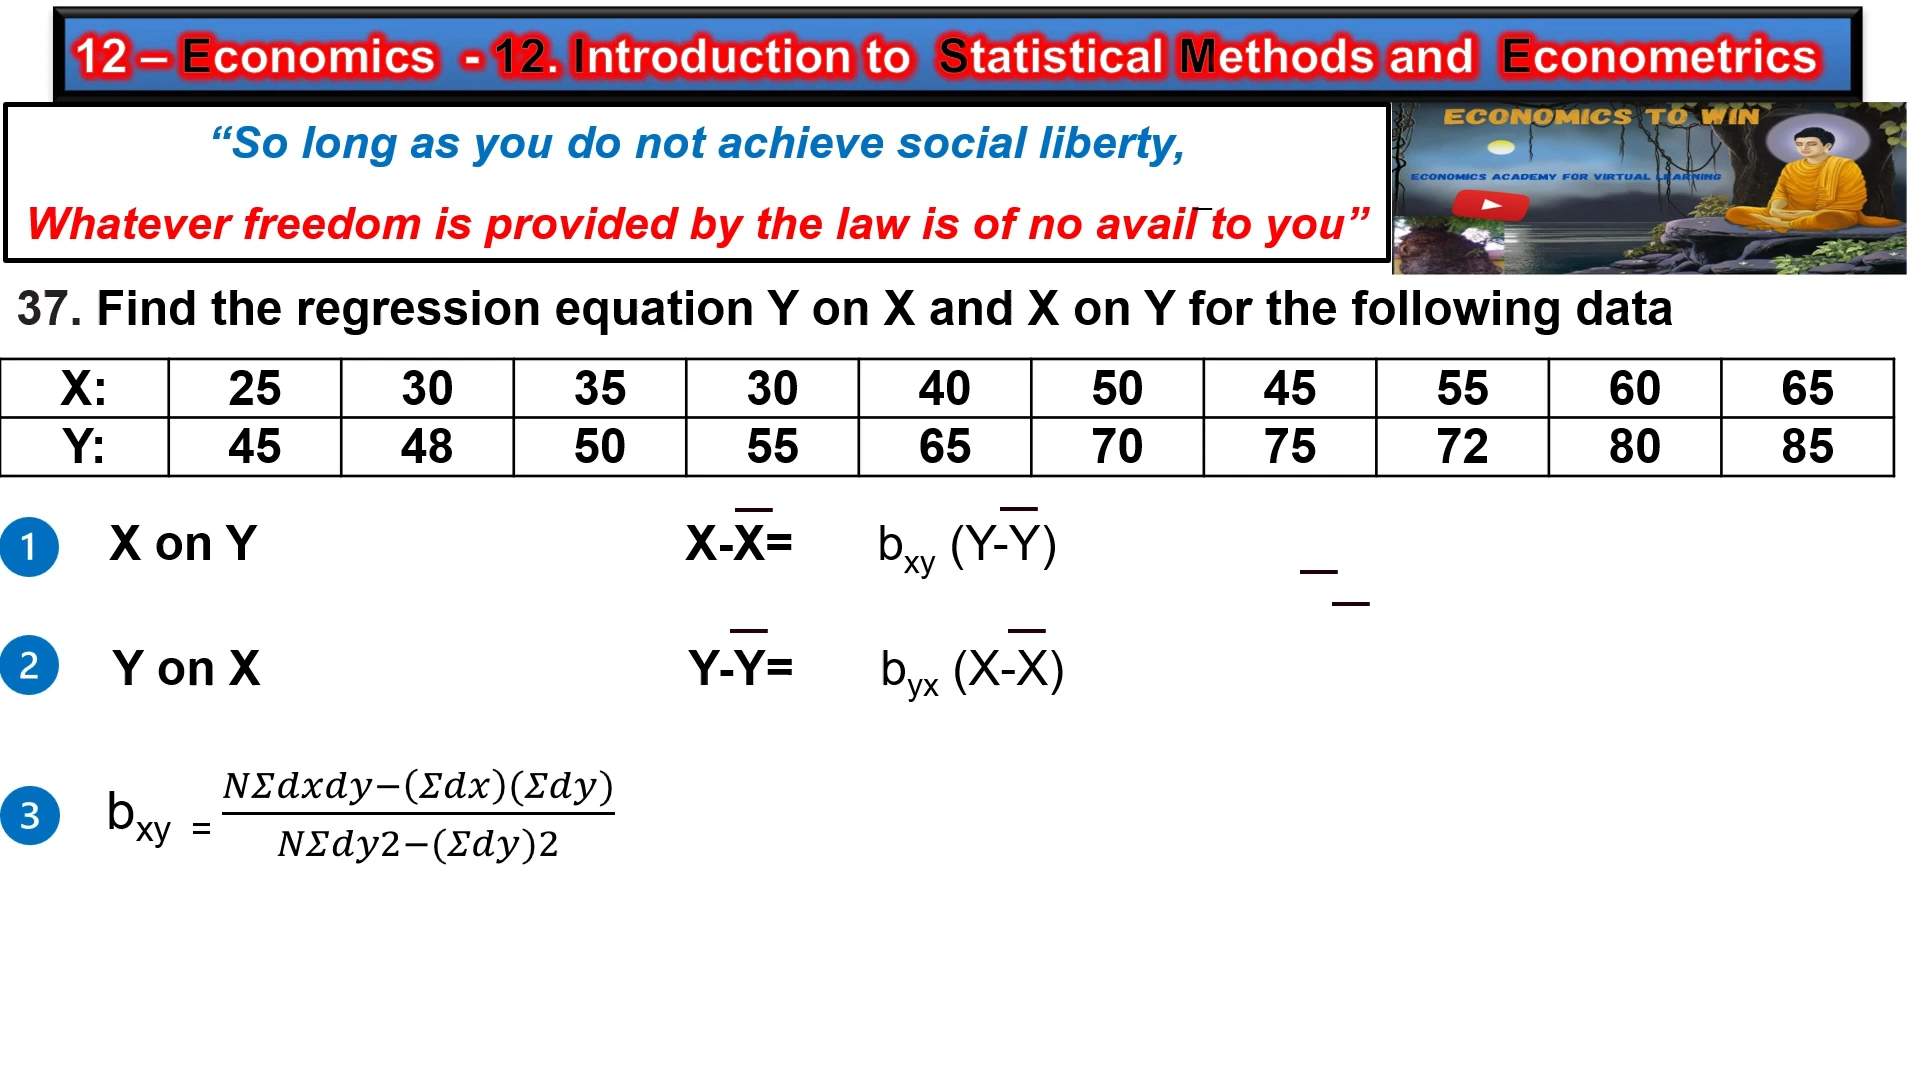 12 – Economics - 12. Introduction to Statistical Methods and Econometrics
“So long as you do not achieve social liberty,
Whatever freedom is provided by the law is of no avail to you”
ECONOMICS TO WIN
ECONOMICS ACADEMY FOR VIRTUAL LEARNING
37. Find the regression equation Y on X and X on Y for the following data
X: 25 30 35 30 40 50 45 55 60 65
Y: 45 48 50 55 65 70 75 72 80 85
1 X on Y X-X̅= bxy (Y-Y̅)
2 Y on X Y-Y̅= byx (X-X̅)
3 bxy = NΣdxdy−(Σdx)(Σdy)
NΣdy2−(Σdy)2